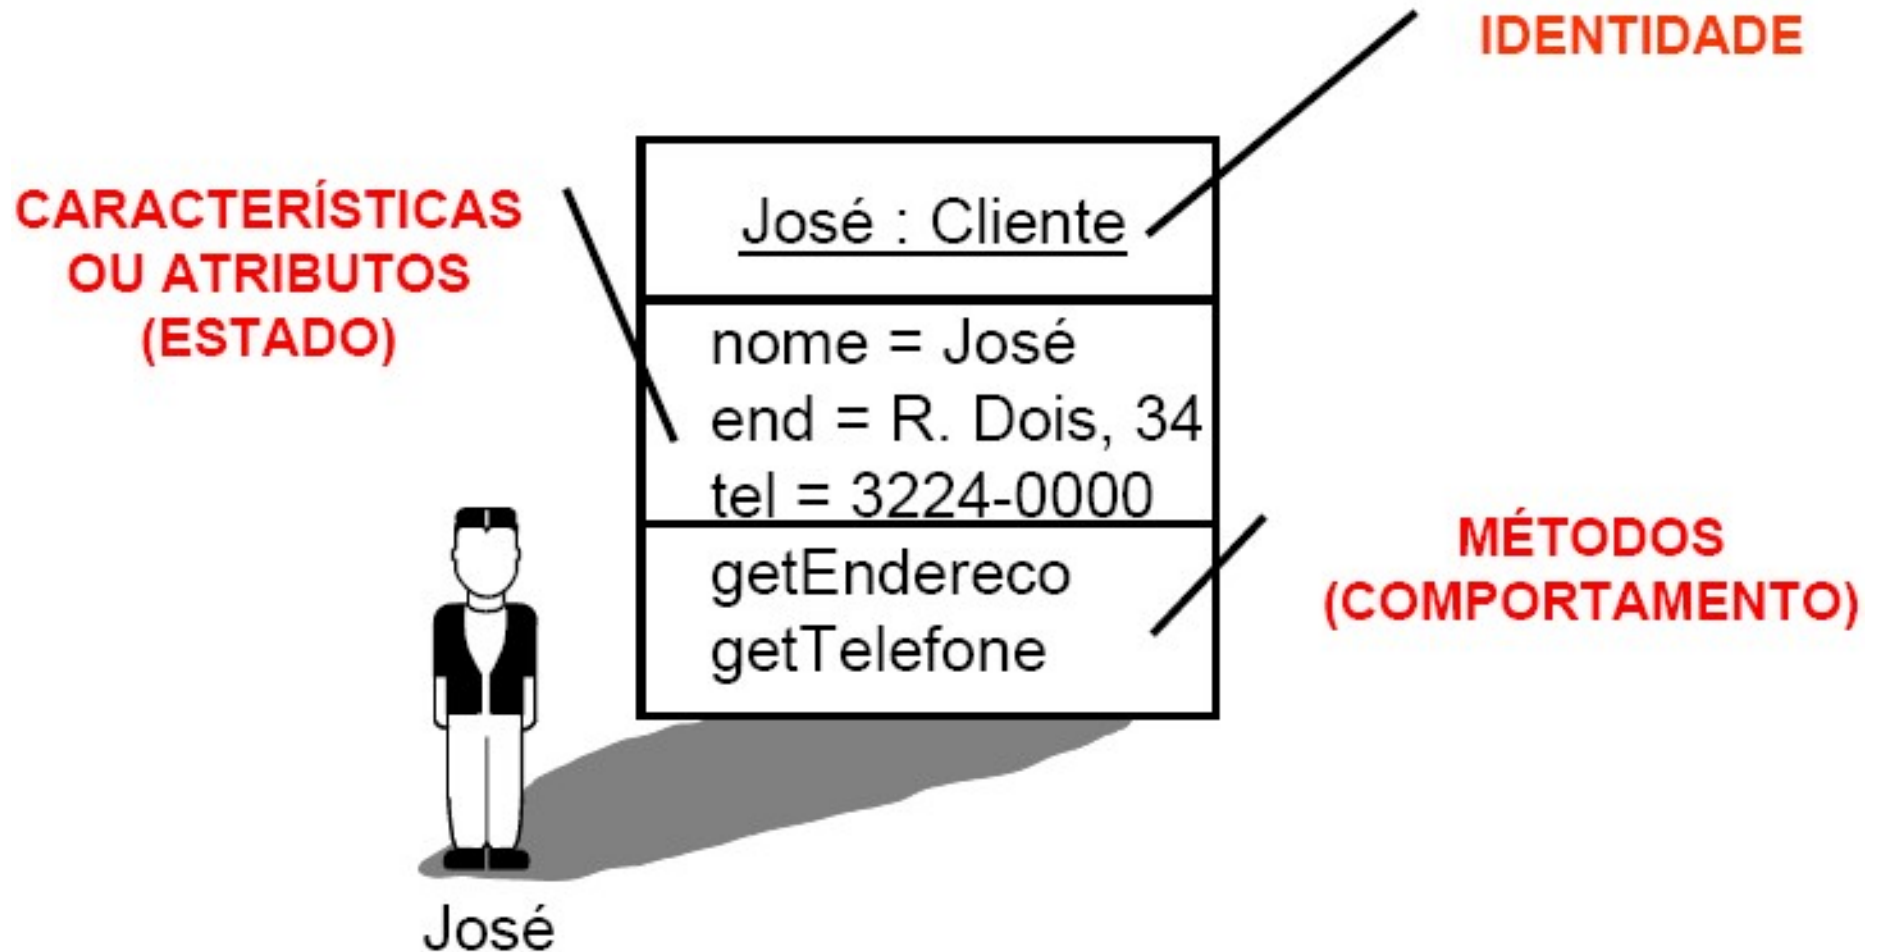 IDENTIDADE
CARACTERÍSTICAS
OU ATRIBUTOS
(ESTADO)
José : Cliente
nome = José
end = R. Dois, 34
tel = 3224-0000
getEndereco
getTelefone
MÉTODOS
(COMPORTAMENTO)
José